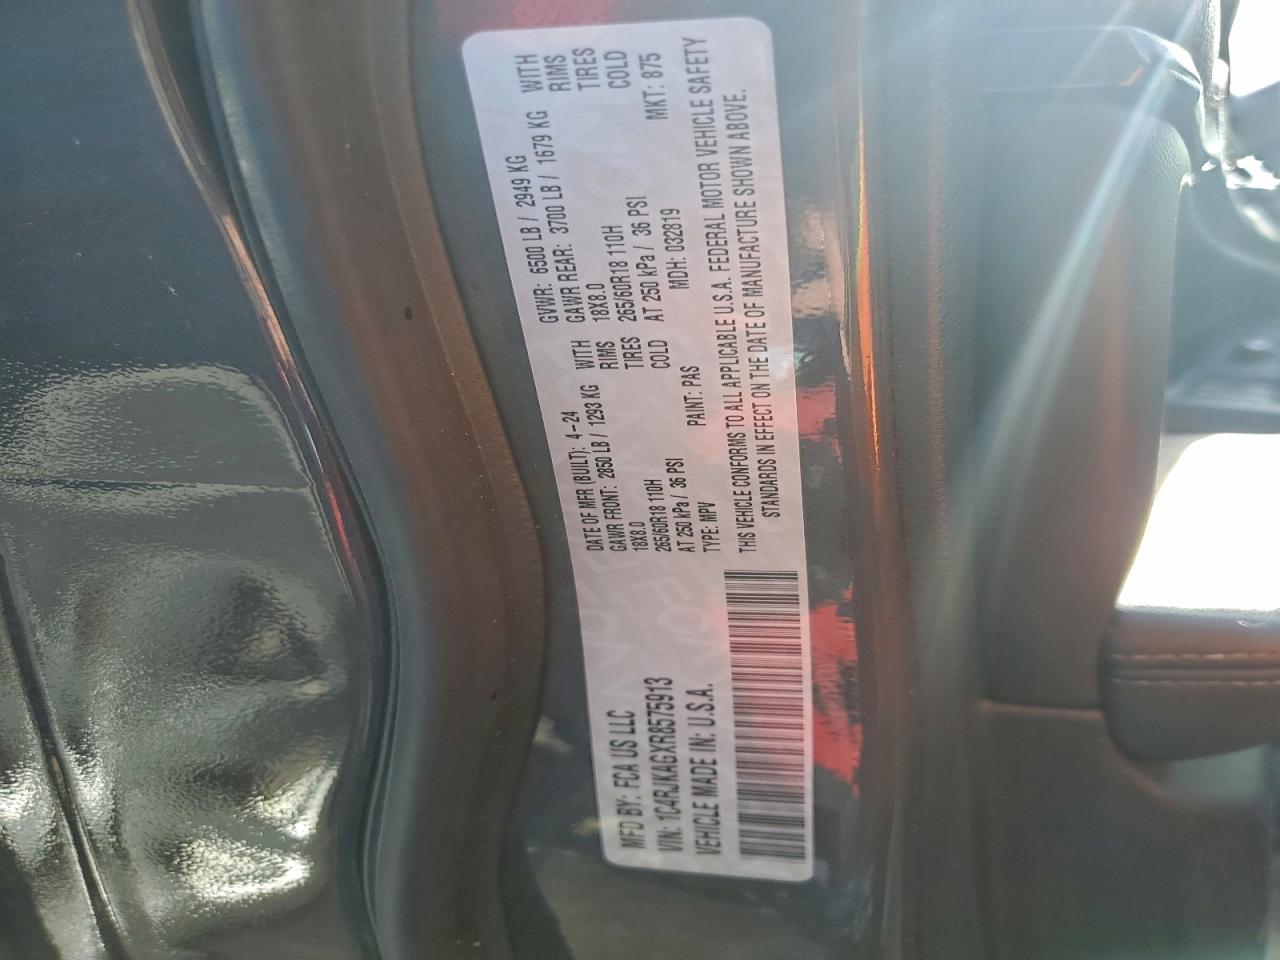 MFD BY: FCA US LLC
DATE OF MFR (BUILT): 4-24
GVWR: 6500 LB / 2949 KG
GAWR FRONT: 2850 LB / 1293 KG WITH
GAWR REAR: 3700 LB / 1679 KG WITH
18X8.0 RIMS
18X8.0 RIMS
265/60R18 110H TIRES
265/60R18 110H TIRES
AT 250 kPa / 36 PSI COLD
AT 250 kPa / 36 PSI COLD
VIN: 1C4RJKAGXR8575913
TYPE: MPV PAINT: PAS MDH: 032819 MKT: 875
VEHICLE MADE IN: U.S.A.
THIS VEHICLE CONFORMS TO ALL APPLICABLE U.S.A. FEDERAL MOTOR VEHICLE SAFETY
STANDARDS IN EFFECT ON THE DATE OF MANUFACTURE SHOWN ABOVE.